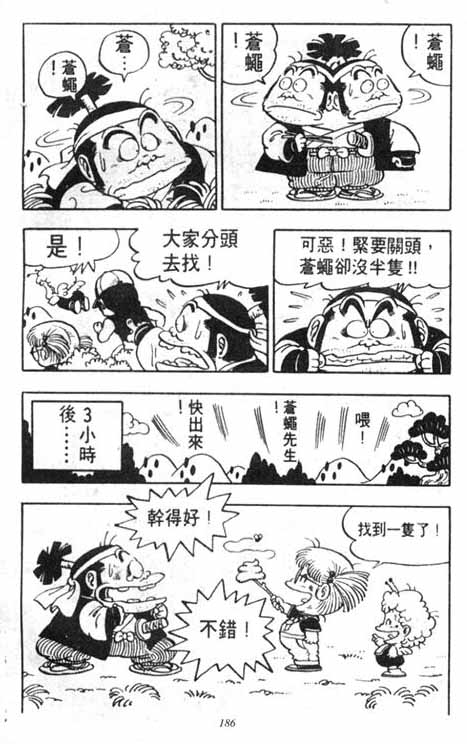 蒼蠅！
蒼蠅！
蒼…
蒼蠅！
可惡！緊要關頭，
蒼蠅卻沒半隻!!
大家分頭
去找！
是！
喂！
蒼蠅先生！
快出來！
3小時
後……
找到一隻了！
幹得好！
不錯！
186